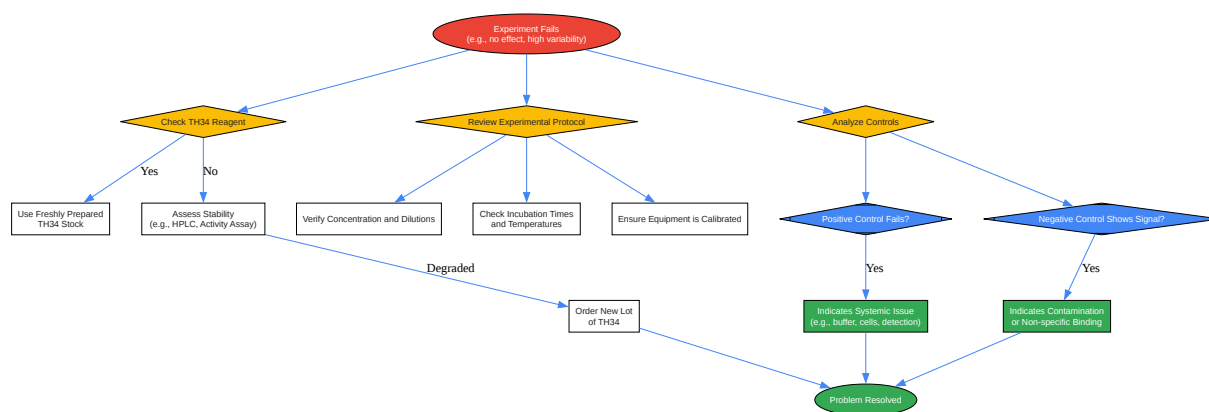 Experiment Fails
(e.g., no effect, high variability)
Check TH34 Reagent
Review Experimental Protocol
Analyze Controls
Yes
No
Use Freshly Prepared
TH34 Stock
Assess Stability
(e.g., HPLC, Activity Assay)
Verify Concentration and Dilutions
Check Incubation Times
and Temperatures
Ensure Equipment is Calibrated
Positive Control Fails?
Negative Control Shows Signal?
Degraded
Yes
Yes
Order New Lot
of TH34
Indicates Systemic Issue
(e.g., buffer, cells, detection)
Indicates Contamination
or Non-specific Binding
Problem Resolved